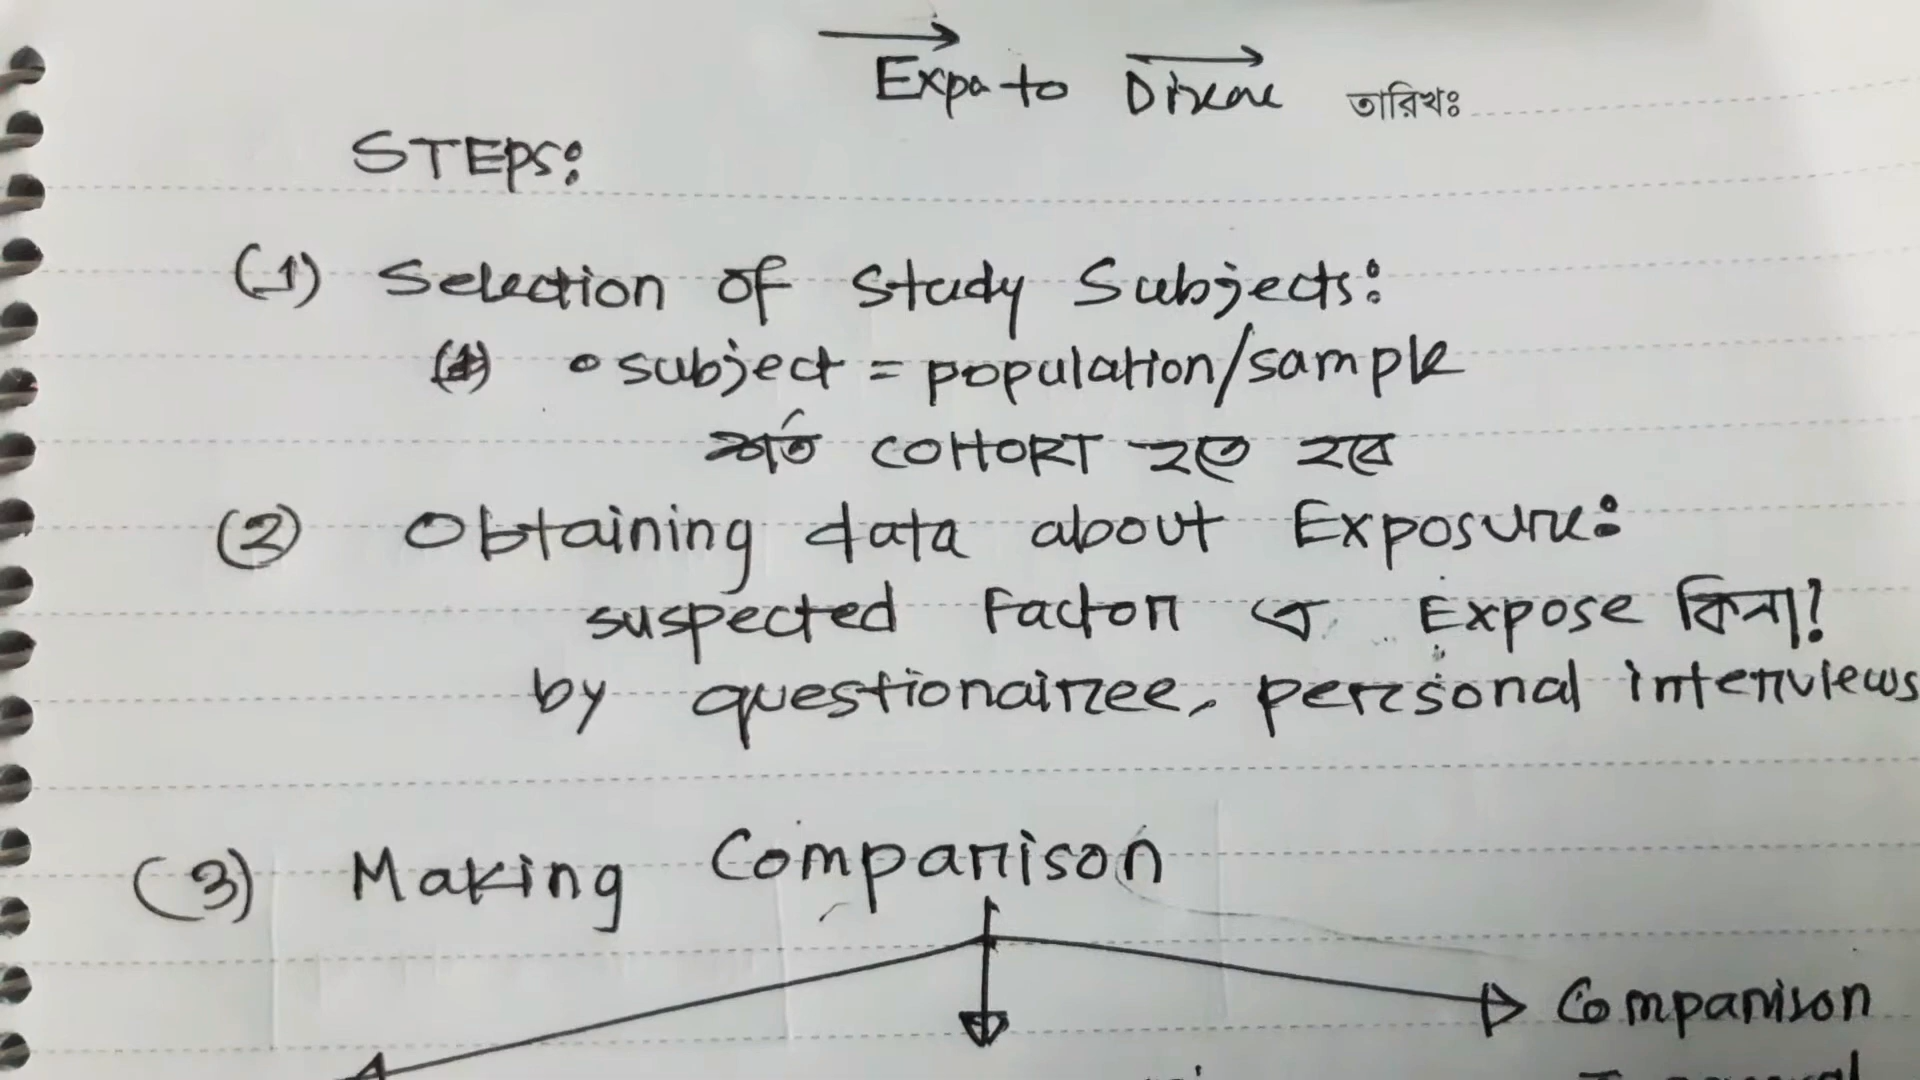 Expo to Disease তারিখঃ
STEPS:
(1) Selection of Study Subjects:
• subject = population/sample
শর্ত COHORT হতে হবে
(2) Obtaining data about Exposure:
suspected Factor এ Expose কিনা!
by questionairee, personal interviews
(3) Making Comparison
Comparison